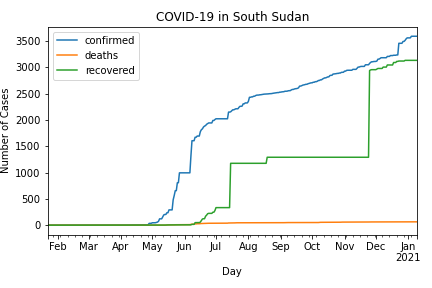 COVID-19 in South Sudan
confirmed
deaths
recovered
Number of Cases
3500
3000
2500
2000
1500
1000
500
0
Feb Mar Apr May Jun Jul Aug Sep Oct Nov Dec Jan
2021
Day